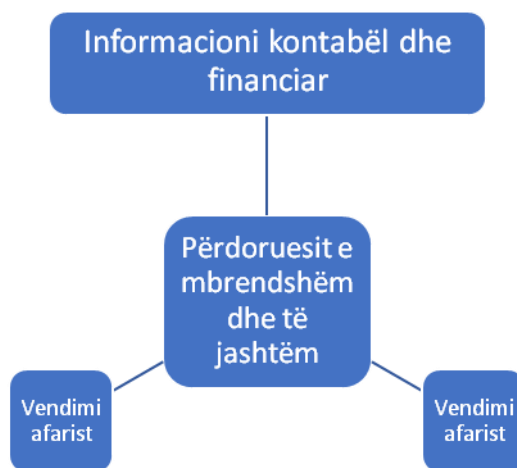 Informacioni kontabël dhe
financiar
Përdoruesit e
mbrendshëm
dhe të
jashtëm
Vendimi
afarist
Vendimi
afarist